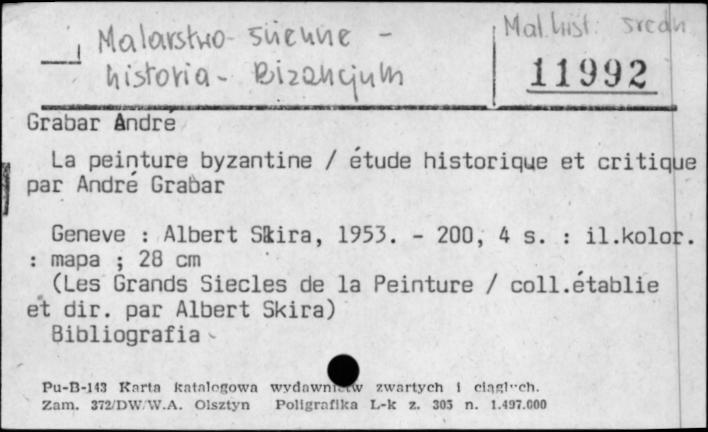 Malarstwo ścienne -
historia - Bizancjum
Mal. hist. średn
11992
Grabar André
La peinture byzantine / étude historique et critique
par André Grabar
Geneve : Albert Skira, 1953. - 200, 4 s. : il.kolor.
: mapa ; 28 cm
(Les Grands Siecles de la Peinture / coll.établie
et dir. par Albert Skira)
Bibliografia
Pu-B-143 Karta katalogowa wydawnictw zwartych i ciągłych.
Zam. 372/DW/W.A. Olsztyn Poligrafika L-k z. 303 n. 1.497.000